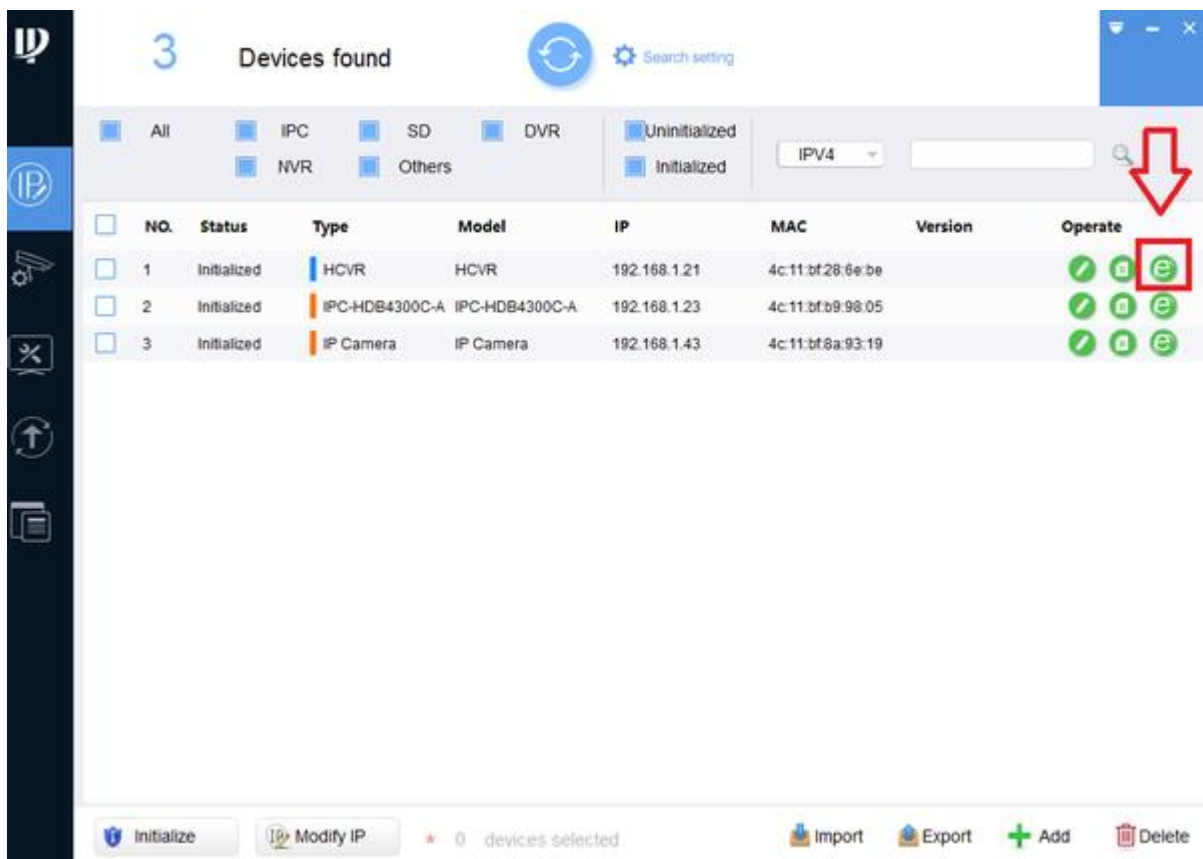 3 Devices found Search setting
All IPC SD DVR Uninitialized
NVR Others Initialized IPV4
NO. Status Type Model IP MAC Version Operate
1 Initialized HCVR HCVR 192.168.1.21 4c:11:bf:28:6e:be
2 Initialized IPC-HDB4300C-A IPC-HDB4300C-A 192.168.1.23 4c:11:bf:b9:98:05
3 Initialized IP Camera IP Camera 192.168.1.43 4c:11:bf:8a:93:19
Initialize Modify IP * 0 devices selected Import Export Add Delete